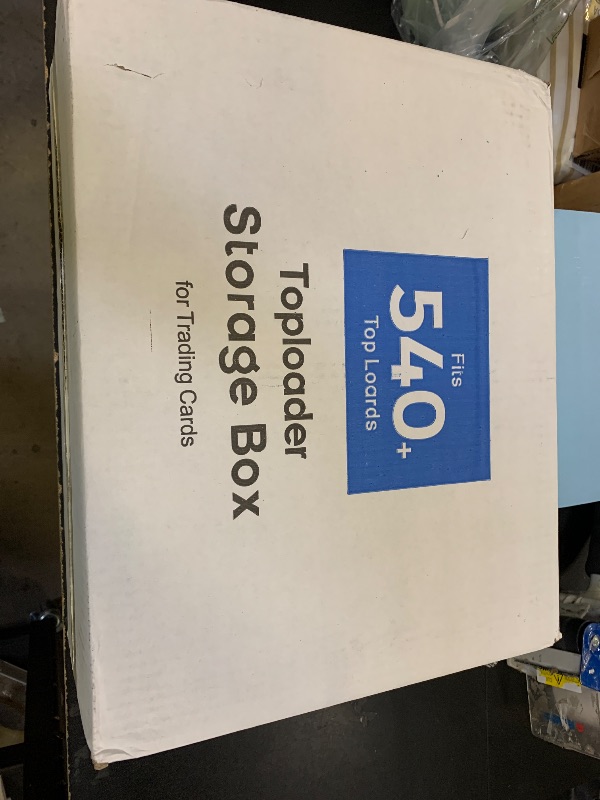 Fits
540+
Top Loards
Toploader
Storage Box
for Trading Cards